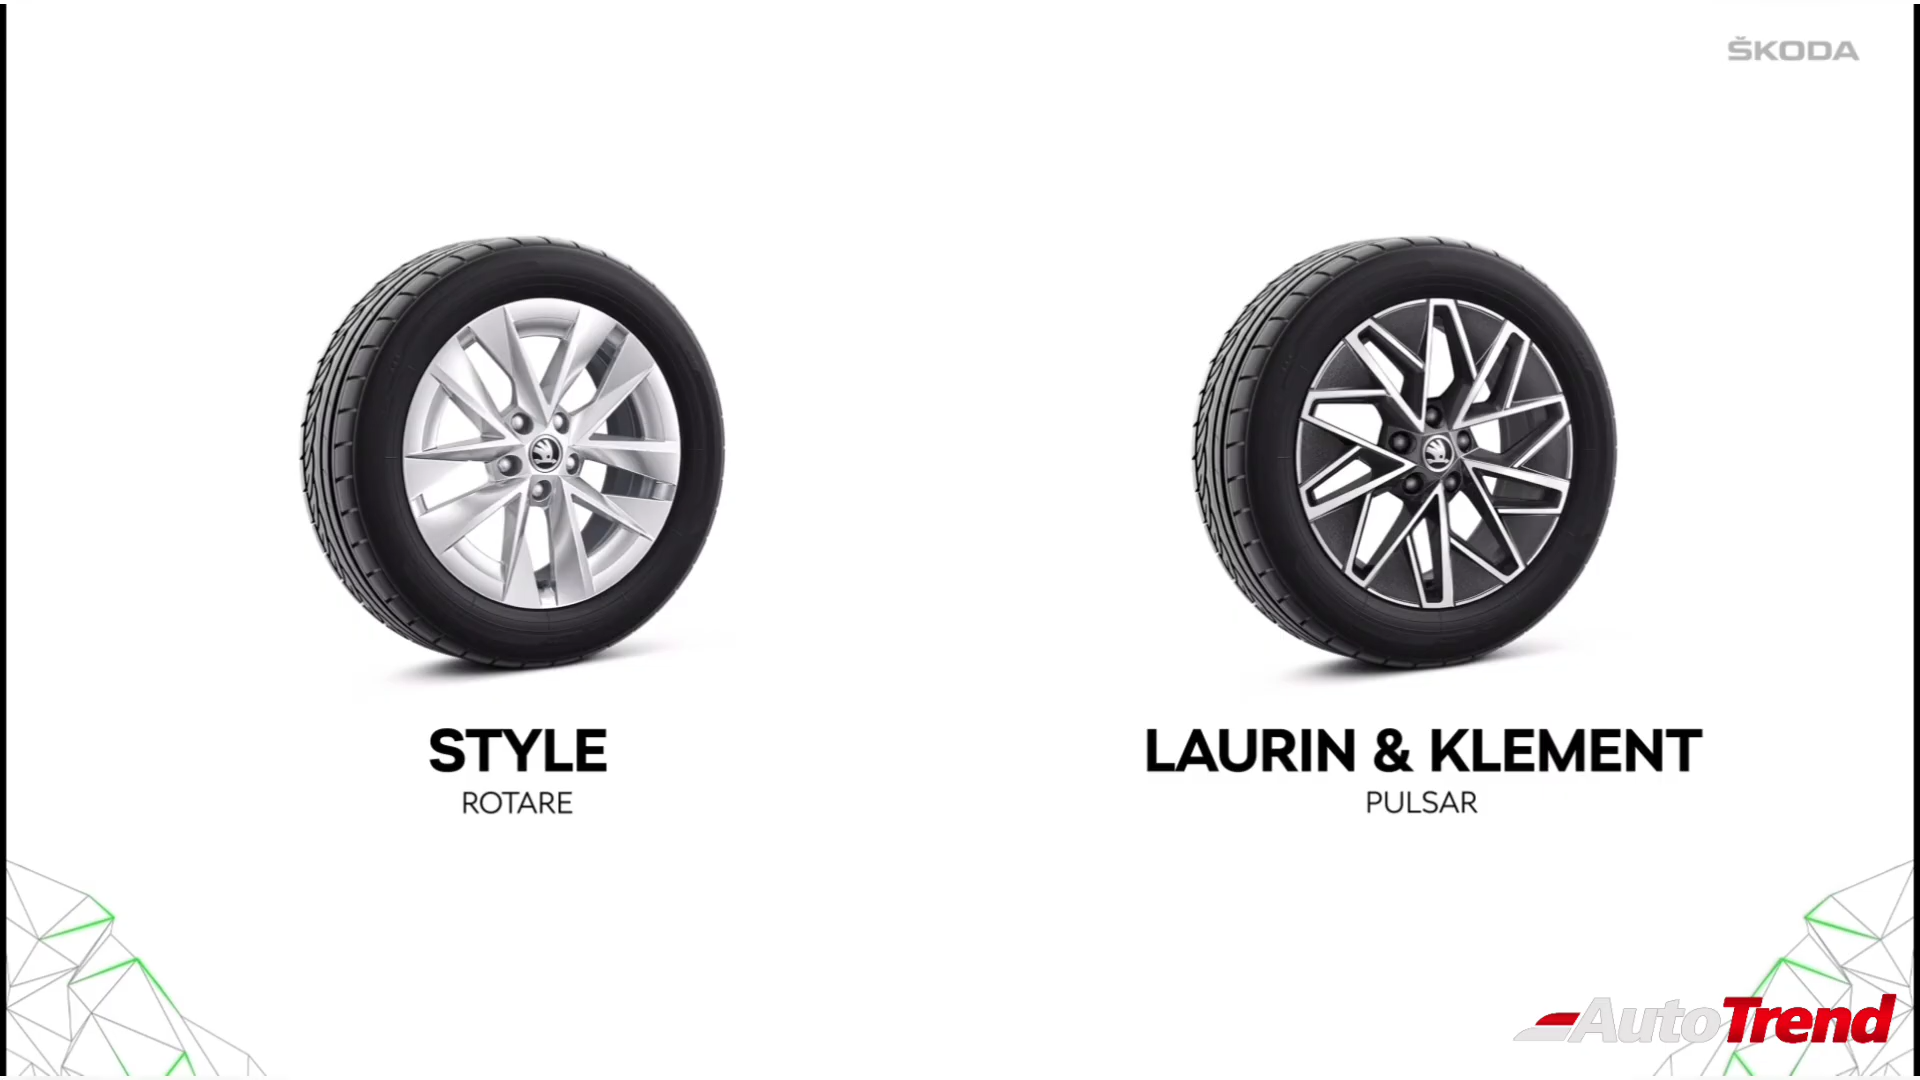 ŠKODA
STYLE
ROTARE
LAURIN & KLEMENT
PULSAR
AutoTrend